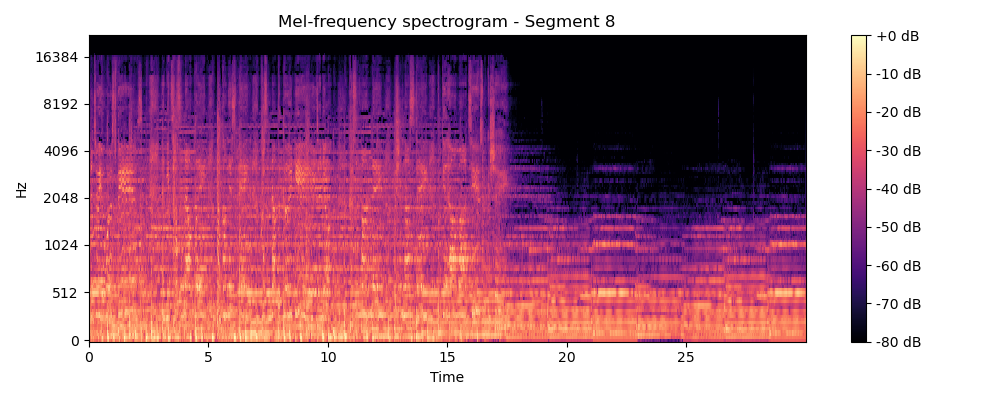 Mel-frequency spectrogram - Segment 8
Hz
16384
8192
4096
2048
1024
512
0
0 5 10 15 20 25
Time
+0 dB
-10 dB
-20 dB
-30 dB
-40 dB
-50 dB
-60 dB
-70 dB
-80 dB